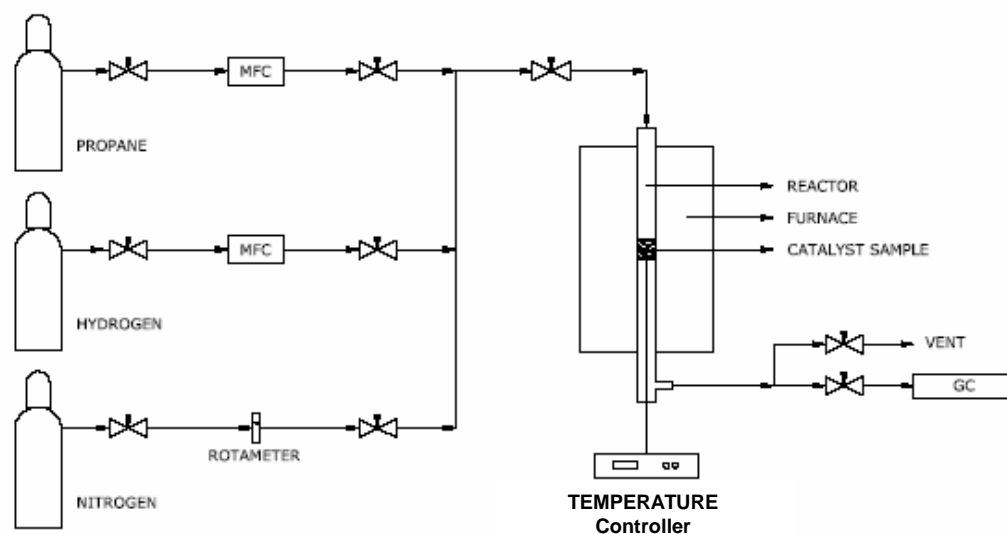 MFC
PROPANE
REACTOR
FURNACE
MFC
CATALYST SAMPLE
HYDROGEN
VENT
GC
ROTAMETER
NITROGEN
TEMPERATURE
Controller